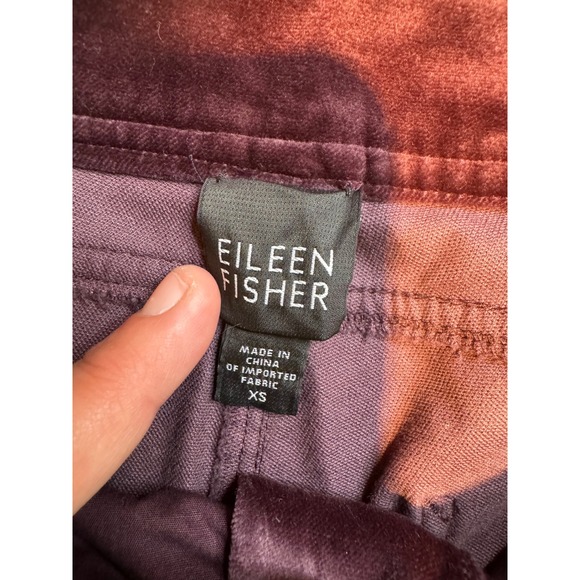 EILEEN
FISHER
MADE IN
CHINA
OF IMPORTED
FABRIC
XS